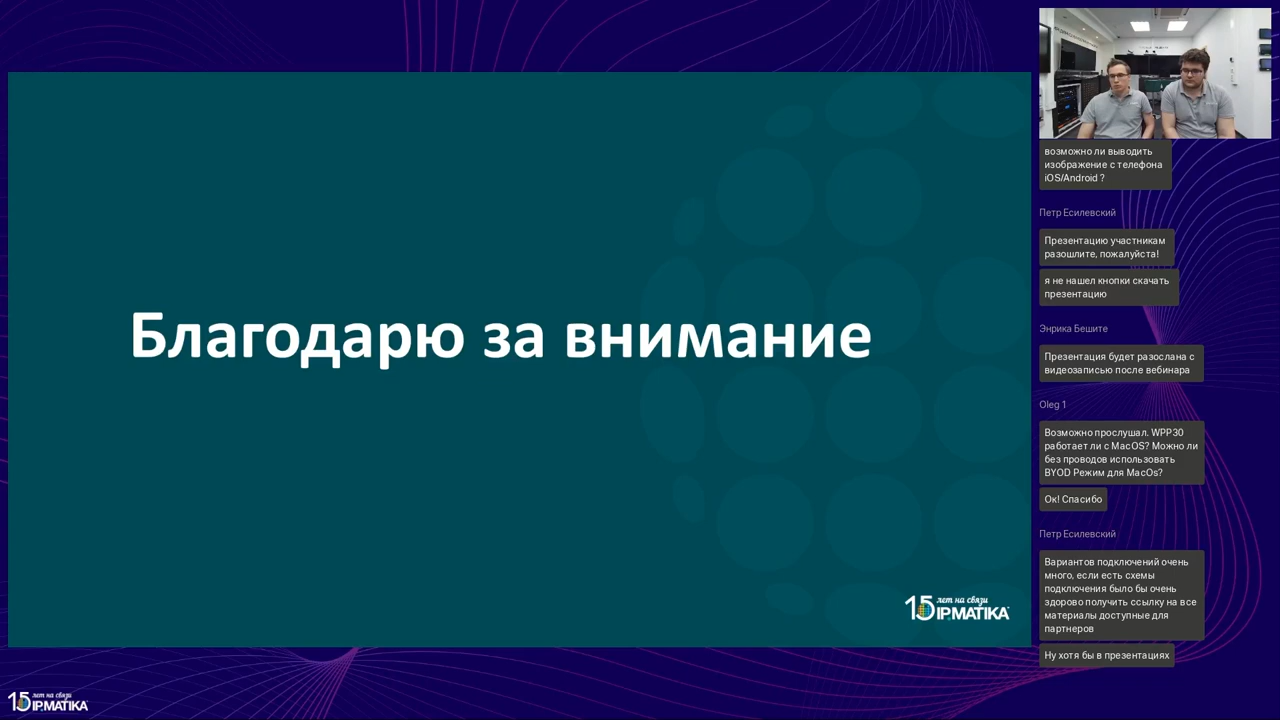 Благодарю за внимание
15 лет на связи
IPMATIKA
возможно ли выводить
изображение с телефона
iOS/Android ?
Петр Есилевский
Презентацию участникам
разошлите, пожалуйста!
я не нашел кнопки скачать
презентацию
Энрика Бешите
Презентация будет разослана с
видеозаписью после вебинара
Oleg 1
Возможно прослушал. WPP30
работает ли с MacOS? Можно ли
без проводов использовать
BYOD Режим для MacOs?
Ок! Спасибо
Петр Есилевский
Вариантов подключений очень
много, если есть схемы
подключения было бы очень
здорово получить ссылку на все
материалы доступные для
партнеров
Ну хотя бы в презентациях
15 лет на связи
IPMATIKA